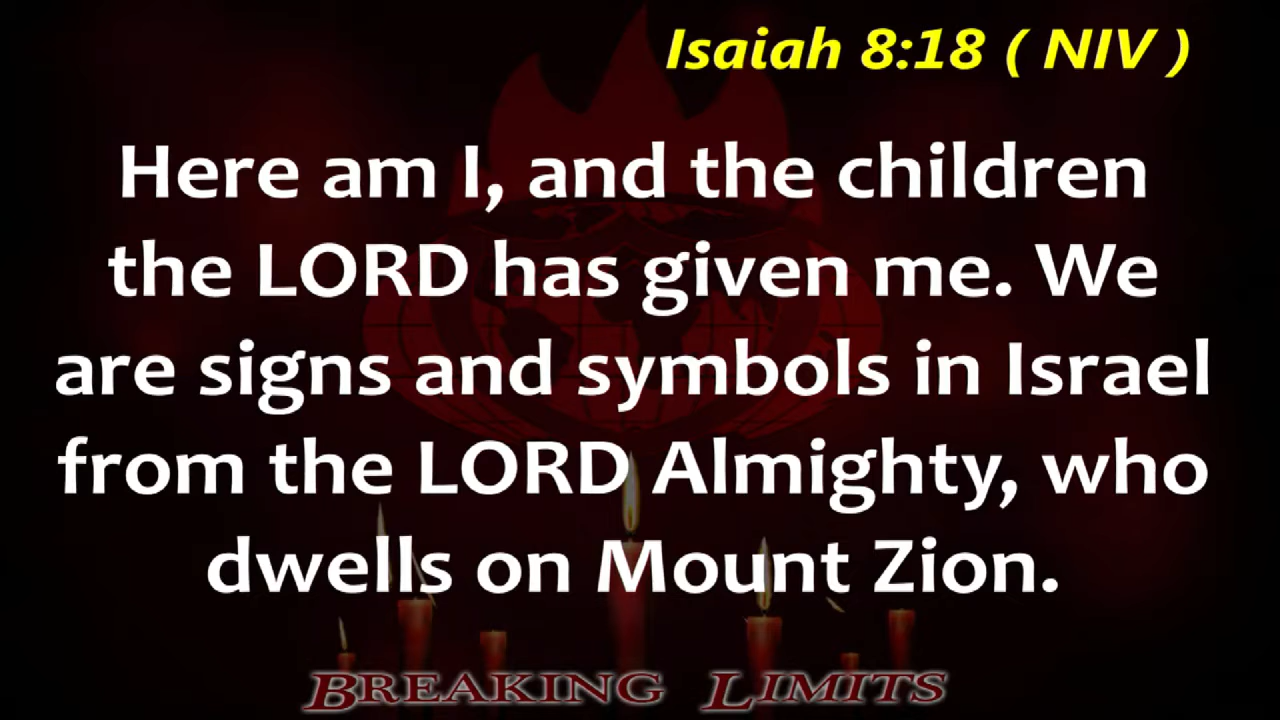 Isaiah 8:18 ( NIV )
Here am I, and the children
the LORD has given me. We
are signs and symbols in Israel
from the LORD Almighty, who
dwells on Mount Zion.
BREAKING LIMITS